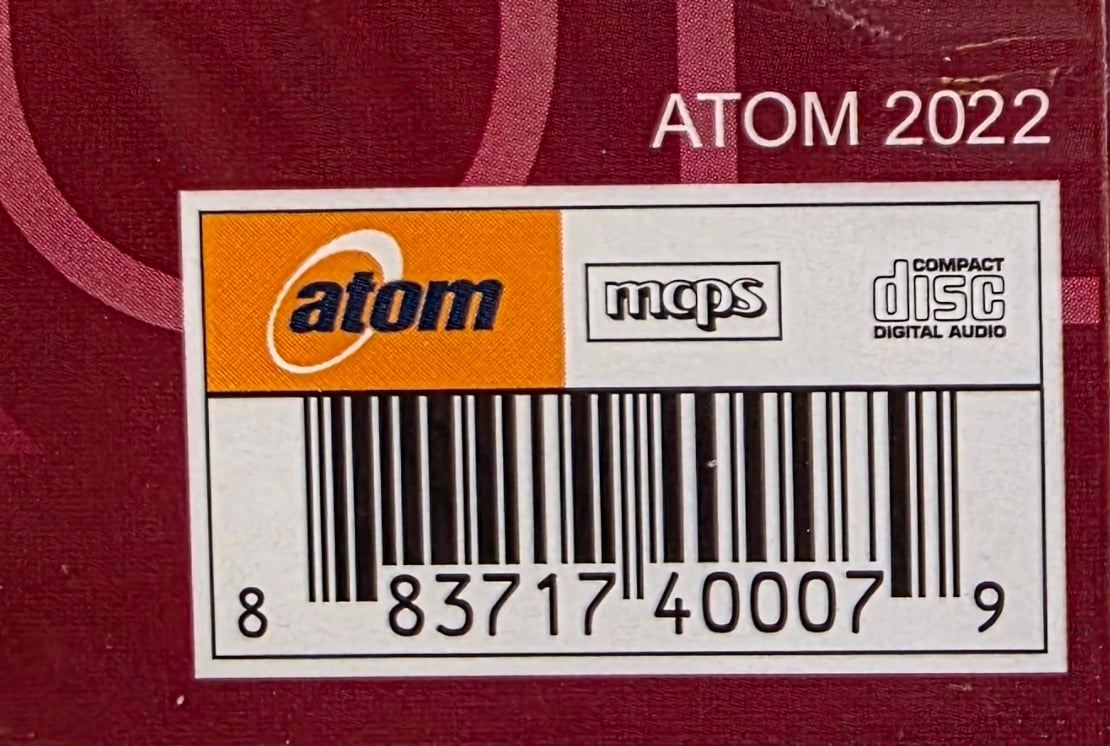 ATOM 2022
atom
mcps
COMPACT
disc
DIGITAL AUDIO
8 83717 40007 9